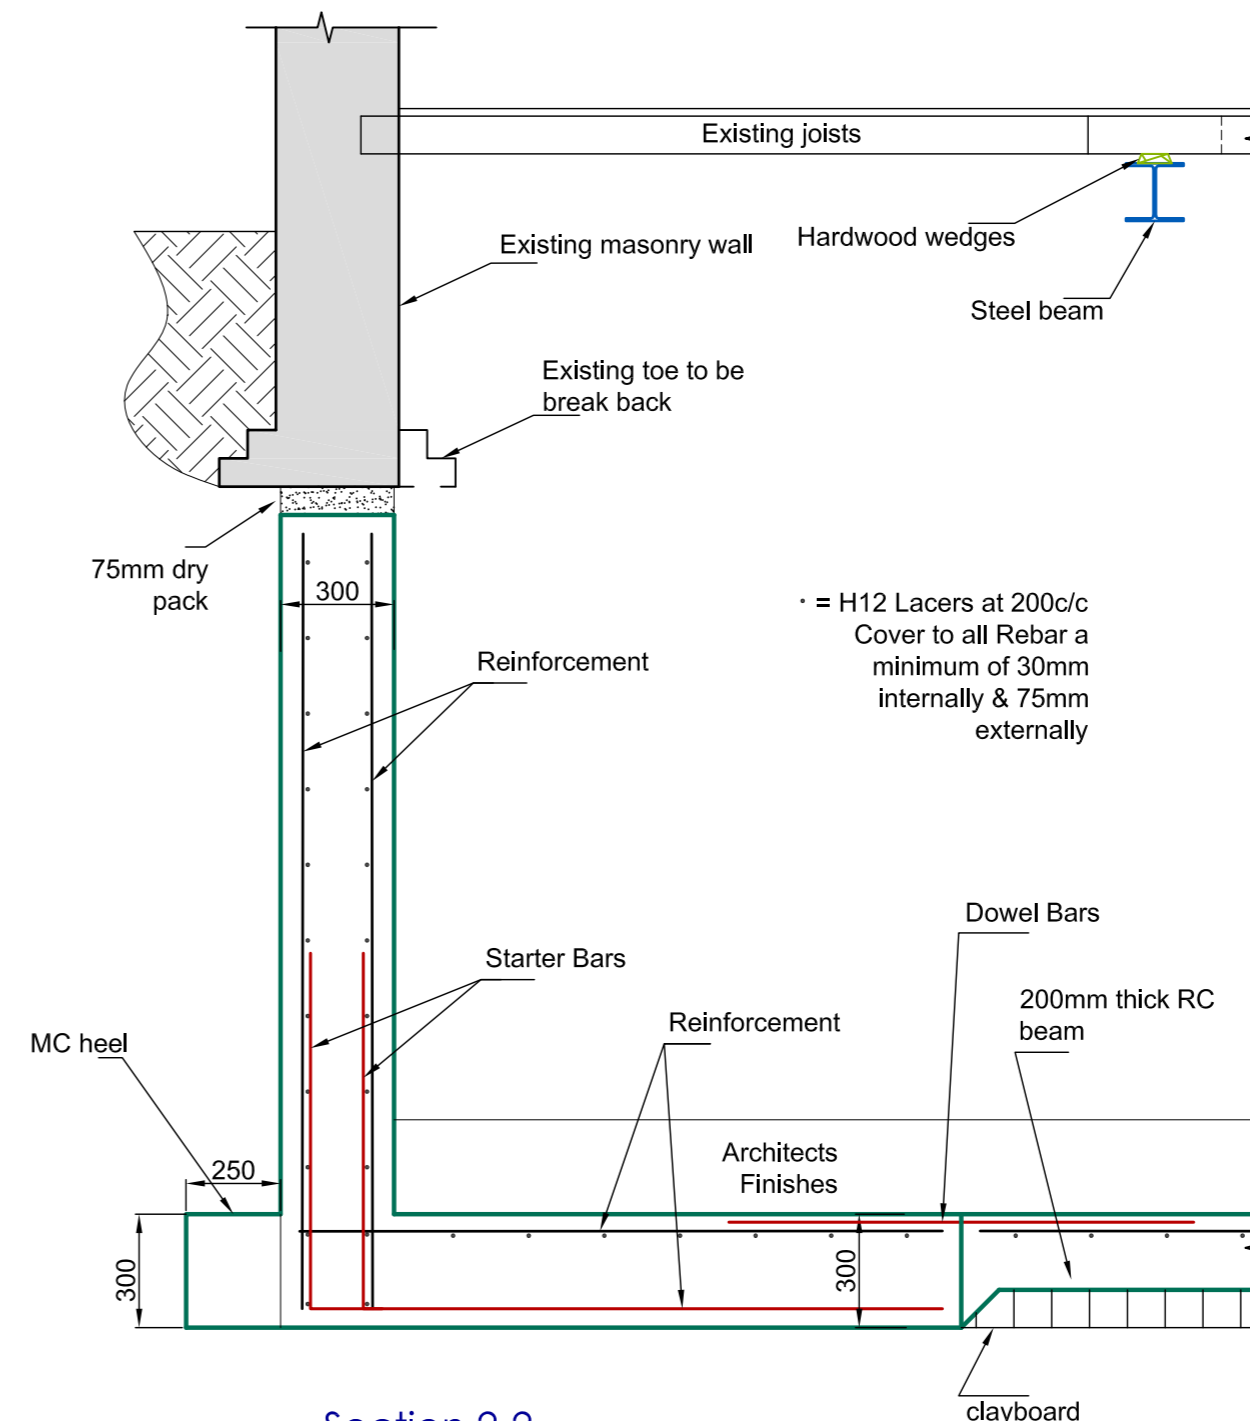 Existing joists
Hardwood wedges
Existing masonry wall
Steel beam
Existing toe to be
break back
75mm dry
pack
300
• = H12 Lacers at 200c/c
Cover to all Rebar a
minimum of 30mm
internally & 75mm
externally
Reinforcement
Dowel Bars
Starter Bars
200mm thick RC
beam
Reinforcement
MC heel
Architects
Finishes
250
300
300
clayboard